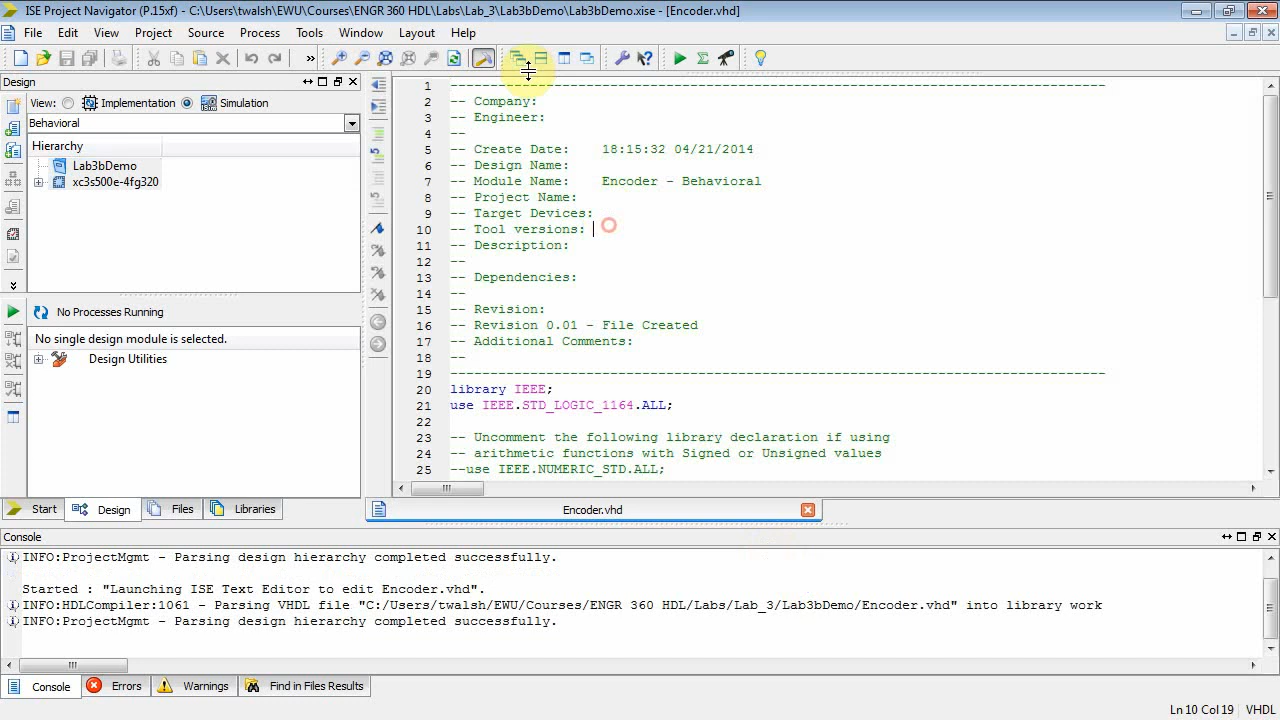 ISE Project Navigator (P.15xf) - C:\Users\twalsh\EWU\Courses\ENGR 360 HDL\Labs\Lab_3\Lab3bDemo\Lab3bDemo.xise - [Encoder.vhd]
File Edit View Project Source Process Tools Window Layout Help
»
Design
View: Implementation Simulation
Behavioral
Hierarchy
Lab3bDemo
xc3s500e-4fg320
No Processes Running
No single design module is selected.
Design Utilities
Start Design Files Libraries
1 --------------------------------------------------------------------------------
2 -- Company:
3 -- Engineer:
4 --
5 -- Create Date:    18:15:32 04/21/2014
6 -- Design Name:
7 -- Module Name:    Encoder - Behavioral
8 -- Project Name:
9 -- Target Devices:
10 -- Tool versions:
11 -- Description:
12 --
13 -- Dependencies:
14 --
15 -- Revision:
16 -- Revision 0.01 - File Created
17 -- Additional Comments:
18 --
19 --------------------------------------------------------------------------------
20 library IEEE;
21 use IEEE.STD_LOGIC_1164.ALL;
22
23 -- Uncomment the following library declaration if using
24 -- arithmetic functions with Signed or Unsigned values
25 --use IEEE.NUMERIC_STD.ALL;
Encoder.vhd
Console
INFO:ProjectMgmt - Parsing design hierarchy completed successfully.
Started : "Launching ISE Text Editor to edit Encoder.vhd".
INFO:HDLCompiler:1061 - Parsing VHDL file "C:/Users/twalsh/EWU/Courses/ENGR 360 HDL/Labs/Lab_3/Lab3bDemo/Encoder.vhd" into library work
INFO:ProjectMgmt - Parsing design hierarchy completed successfully.
Console Errors Warnings Find in Files Results
Ln 10 Col 19 VHDL